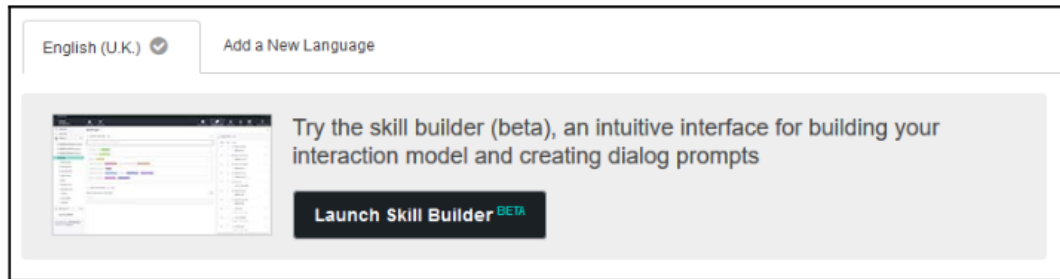 English (U.K.)
Add a New Language
Try the skill builder (beta), an intuitive interface for building your
interaction model and creating dialog prompts
Launch Skill Builder BETA